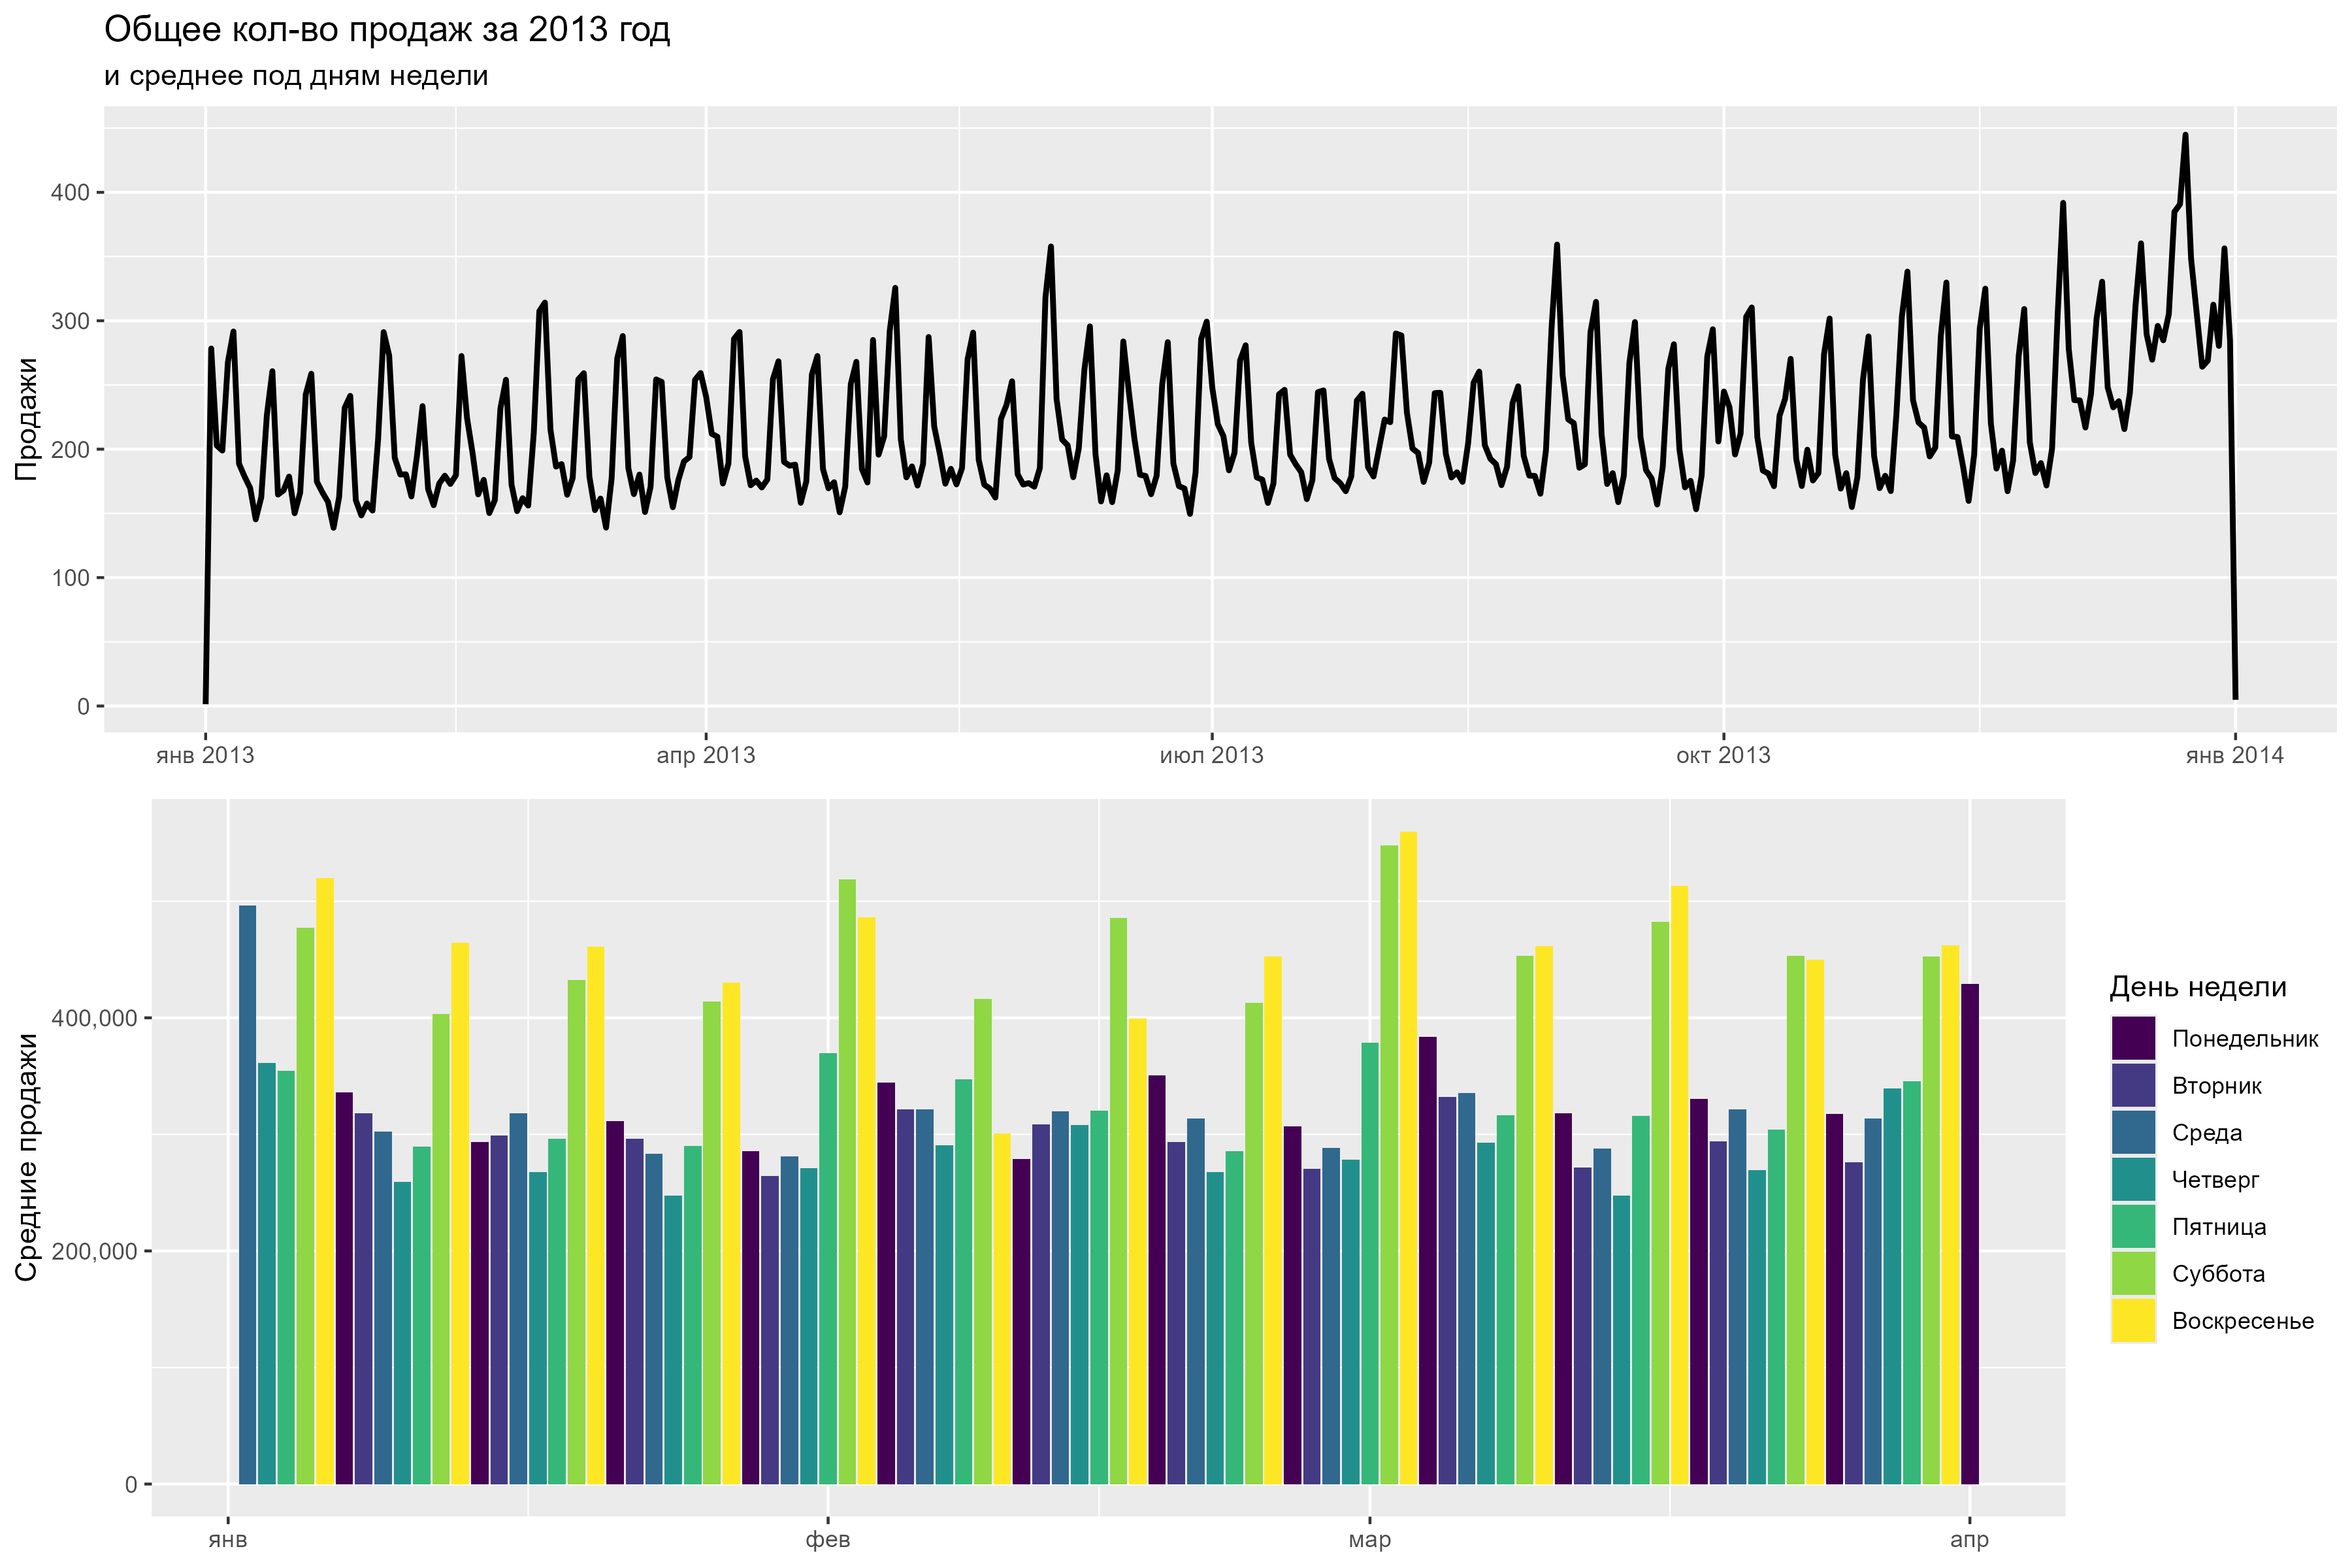 Общее кол-во продаж за 2013 год
и среднее под дням недели
Продажи
400
300
200
100
0
янв 2013
апр 2013
июл 2013
окт 2013
янв 2014
Средние продажи
400,000
200,000
0
янв
фев
мар
апр
День недели
Понедельник
Вторник
Среда
Четверг
Пятница
Суббота
Воскресенье